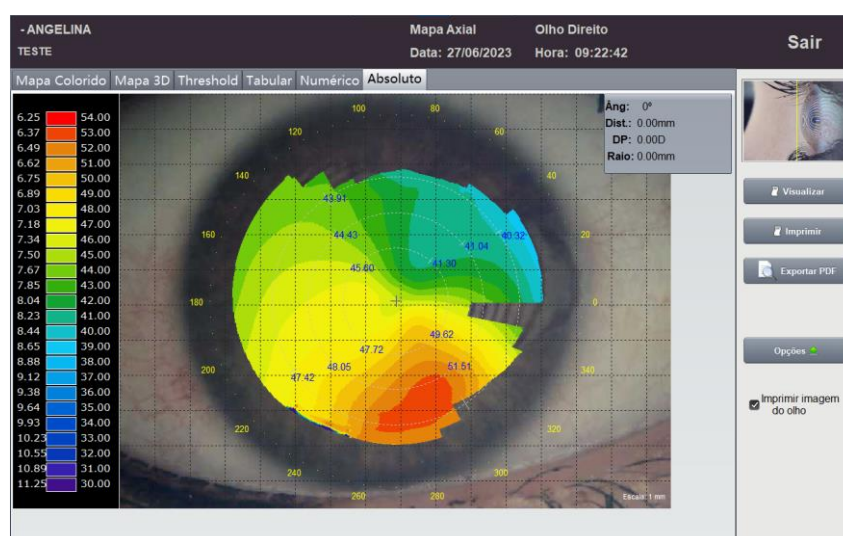 - ANGELINA
TESTE
Mapa Axial
Data: 27/06/2023
Olho Direito
Hora: 09:22:42
Sair
Mapa Colorido Mapa 3D Threshold Tabular Numérico Absoluto
6.25 54.00
6.37 53.00
6.49 52.00
6.62 51.00
6.75 50.00
6.89 49.00
7.03 48.00
7.18 47.00
7.34 46.00
7.50 45.00
7.67 44.00
7.85 43.00
8.04 42.00
8.23 41.00
8.44 40.00
8.65 39.00
8.88 38.00
9.12 37.00
9.38 36.00
9.64 35.00
9.93 34.00
10.23 33.00
10.55 32.00
10.89 31.00
11.25 30.00
100 80
120 60
140 40
160 20
180 0
200 340
220 320
240 300
260 280
43.91
44.43 41.04 40.32
45.60 41.30
49.62
47.72
48.05 51.51
47.42
Âng: 0°
Dist.: 0.00mm
DP: 0.00D
Raio: 0.00mm
Escala: 1 mm
Visualizar
Imprimir
Exportar PDF
Opções
Imprimir imagem
do olho